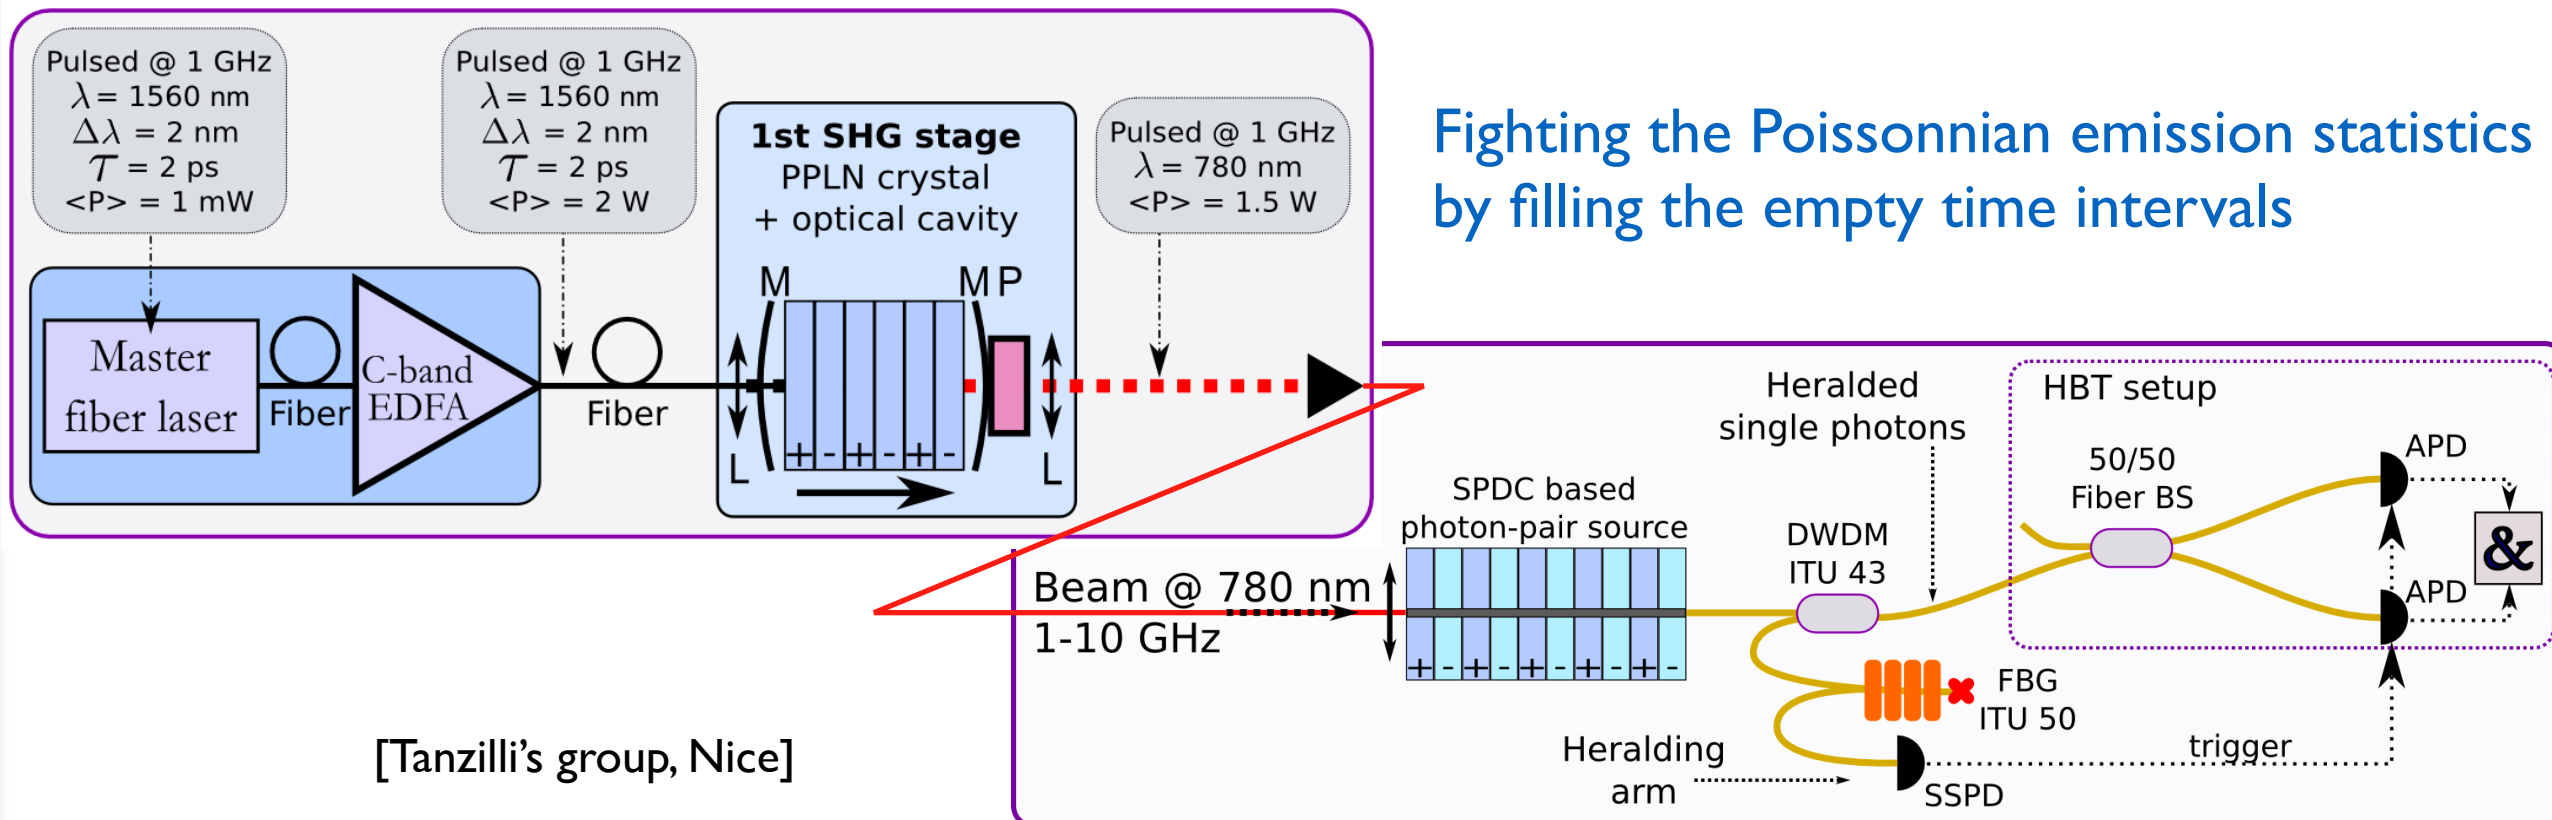 Pulsed @ 1 GHz
λ = 1560 nm
Δλ = 2 nm
τ = 2 ps
<P> = 1 mW
Pulsed @ 1 GHz
λ = 1560 nm
Δλ = 2 nm
τ = 2 ps
<P> = 2 W
1st SHG stage
PPLN crystal
+ optical cavity
Pulsed @ 1 GHz
λ = 780 nm
<P> = 1.5 W
Fighting the Poissonnian emission statistics
by filling the empty time intervals
M
M P
Master
fiber laser
Fiber
C-band
EDFA
Fiber
+ - + - + -
L
L
Heralded
single photons
HBT setup
APD
50/50
Fiber BS
SPDC based
photon-pair source
DWDM
ITU 43
&
APD
Beam @ 780 nm
1-10 GHz
+ - + - + - + - + -
FBG
ITU 50
[Tanzilli's group, Nice]
Heralding
arm
trigger
SSPD